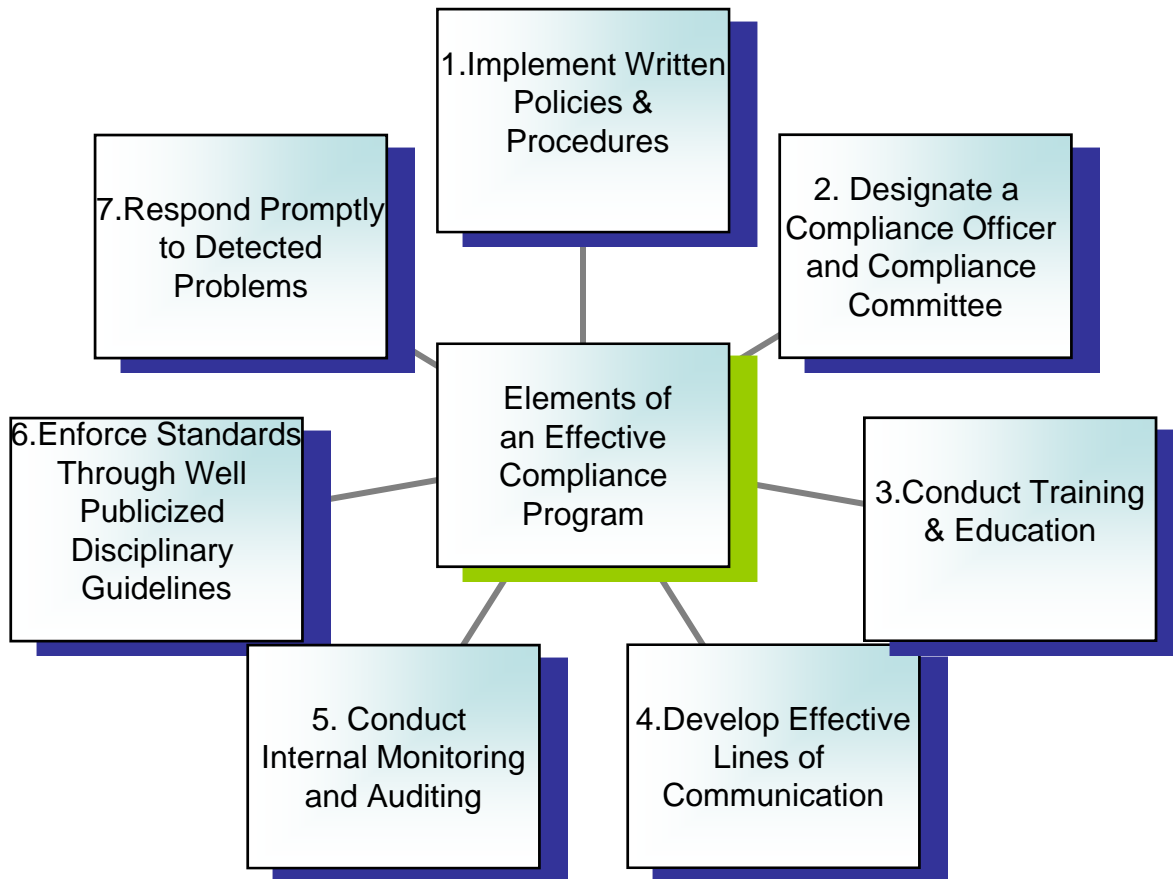 Elements of
an Effective
Compliance
Program
1.Implement Written
Policies &
Procedures
2. Designate a
Compliance Officer
and Compliance
Committee
3.Conduct Training
& Education
4.Develop Effective
Lines of
Communication
5. Conduct
Internal Monitoring
and Auditing
6.Enforce Standards
Through Well
Publicized
Disciplinary
Guidelines
7.Respond Promptly
to Detected
Problems